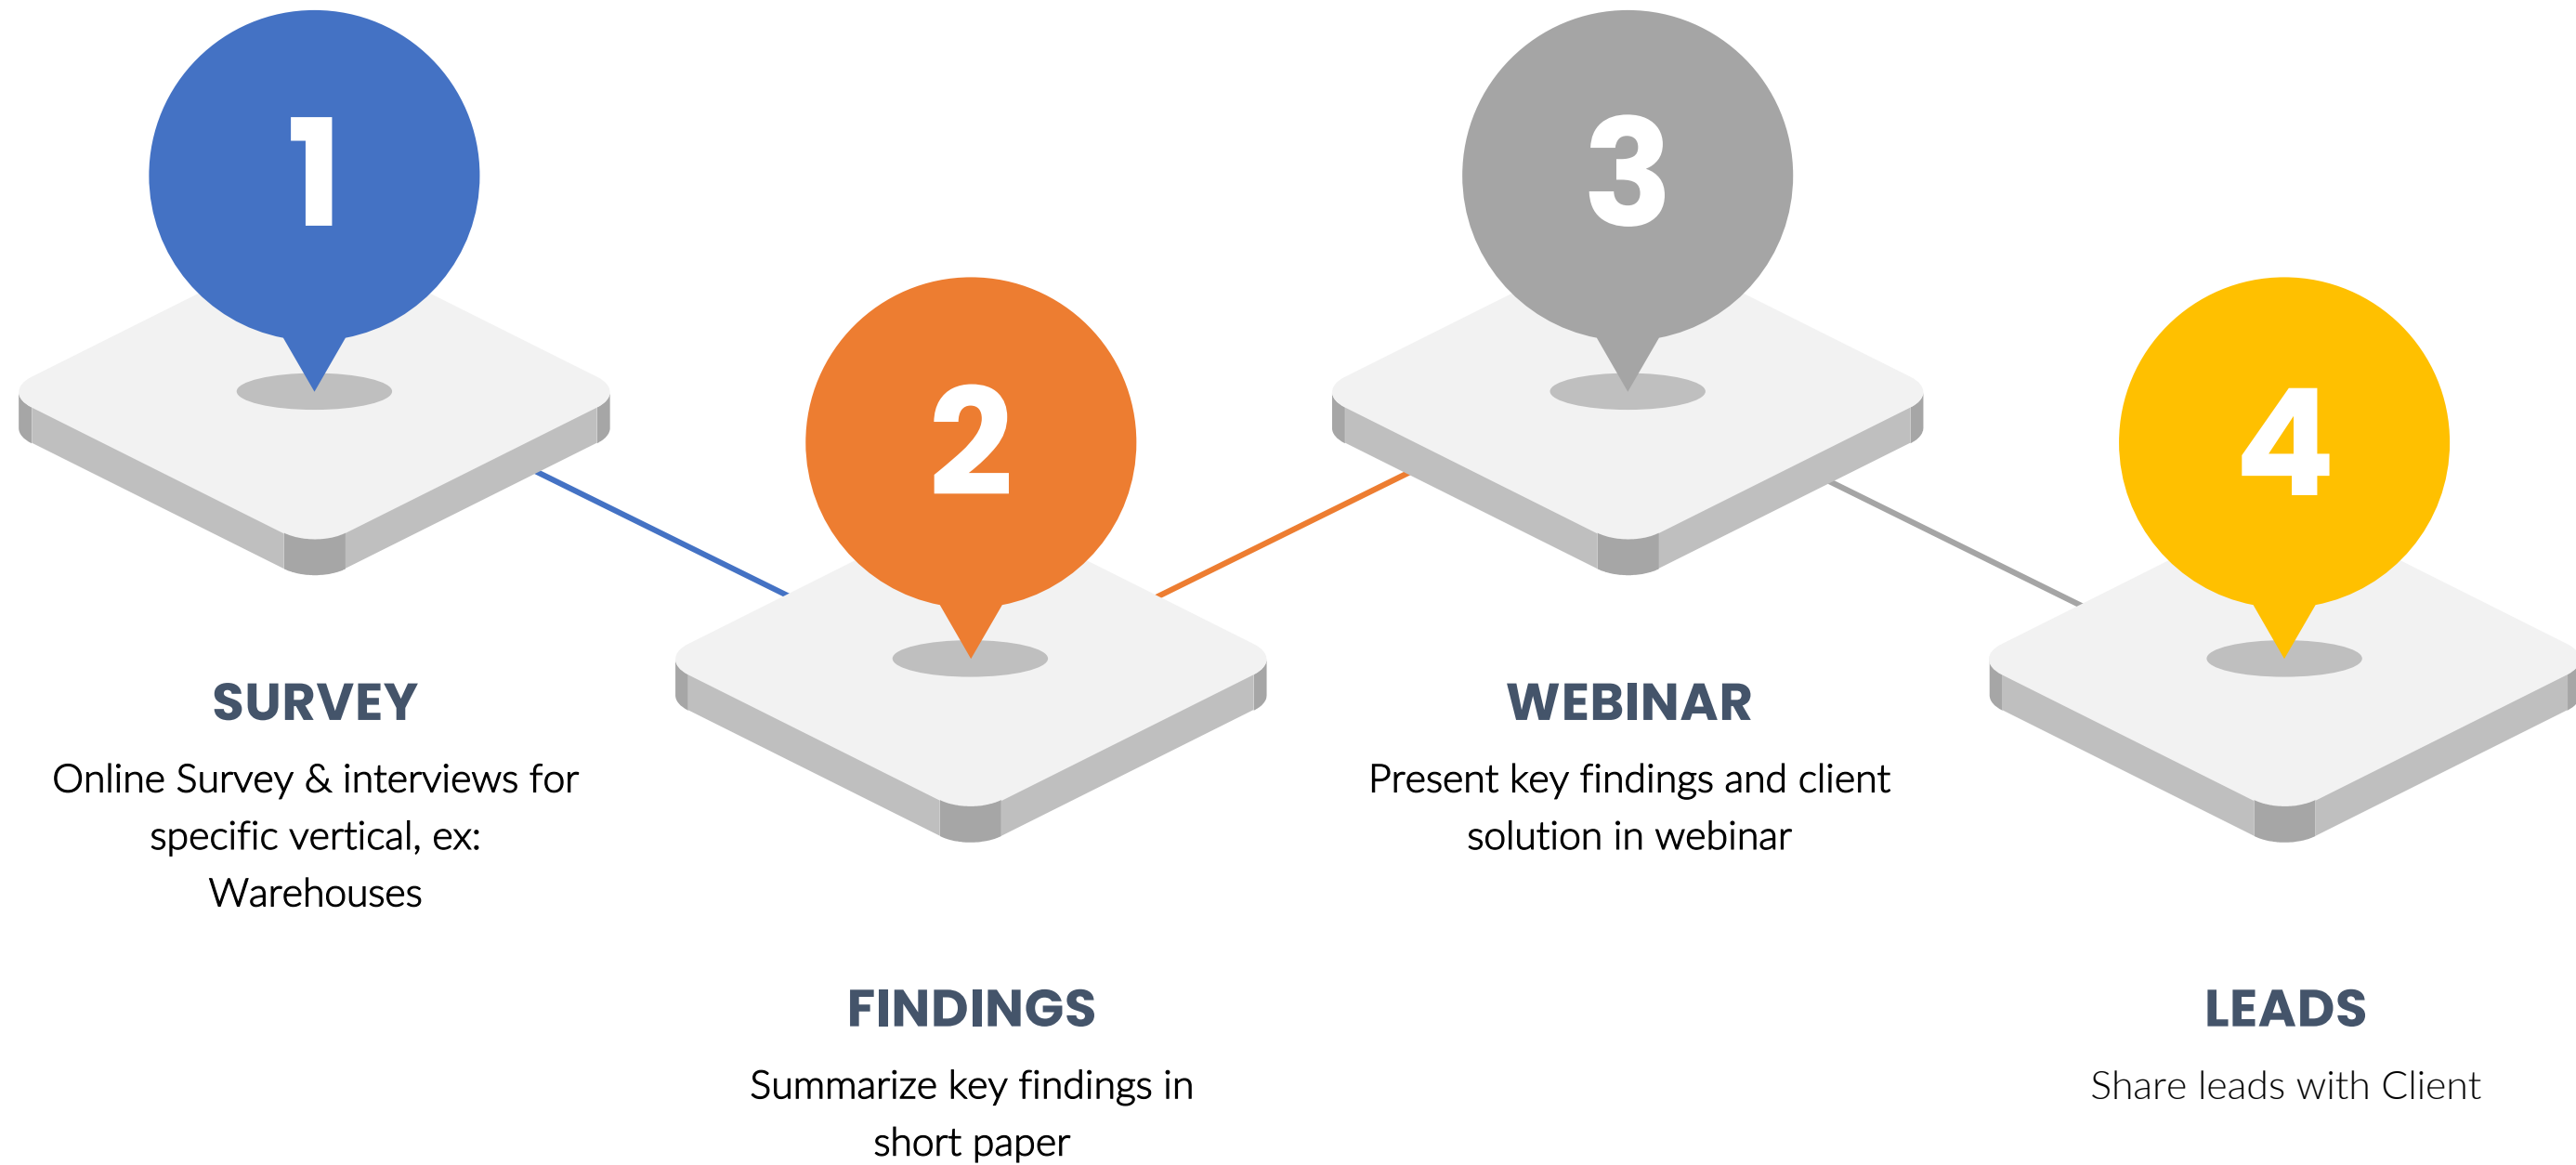 1
SURVEY
Online Survey & interviews for
specific vertical, ex:
Warehouses
2
FINDINGS
Summarize key findings in
short paper
3
WEBINAR
Present key findings and client
solution in webinar
4
LEADS
Share leads with Client